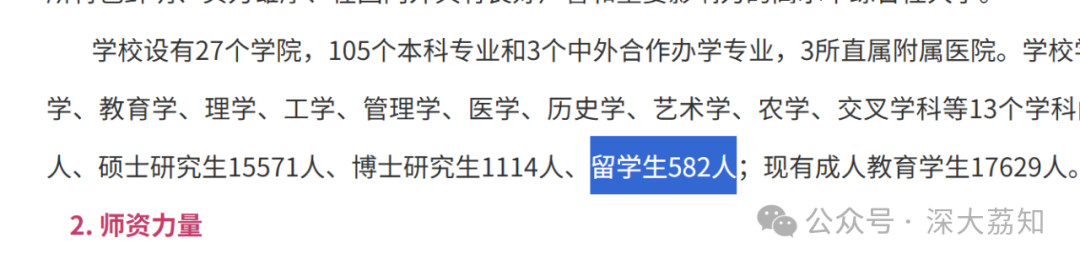 学校设有27个学院，105个本科专业和3个中外合作办学专业，3所直属附属医院。学校
学、教育学、理学、工学、管理学、医学、历史学、艺术学、农学、交叉学科等13个学科
人、硕士研究生15571人、博士研究生1114人、留学生582人；现有成人教育学生17629人。
2. 师资力量
公众号 · 深大荔知